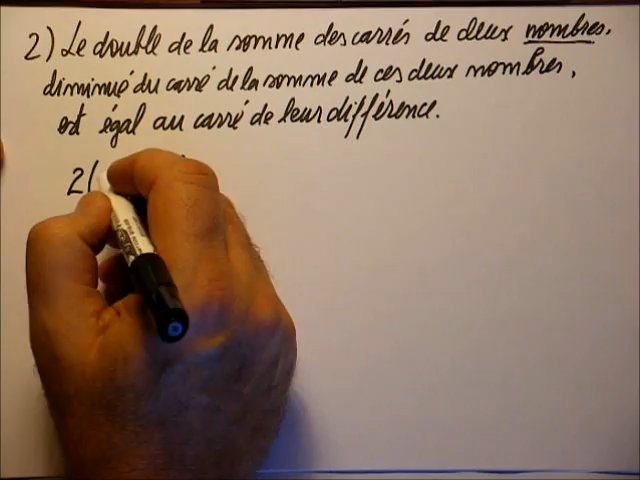 2) Le double de la somme des carrés de deux nombres,
diminué du carré de la somme de ces deux nombres,
est égal au carré de leur différence.
2(